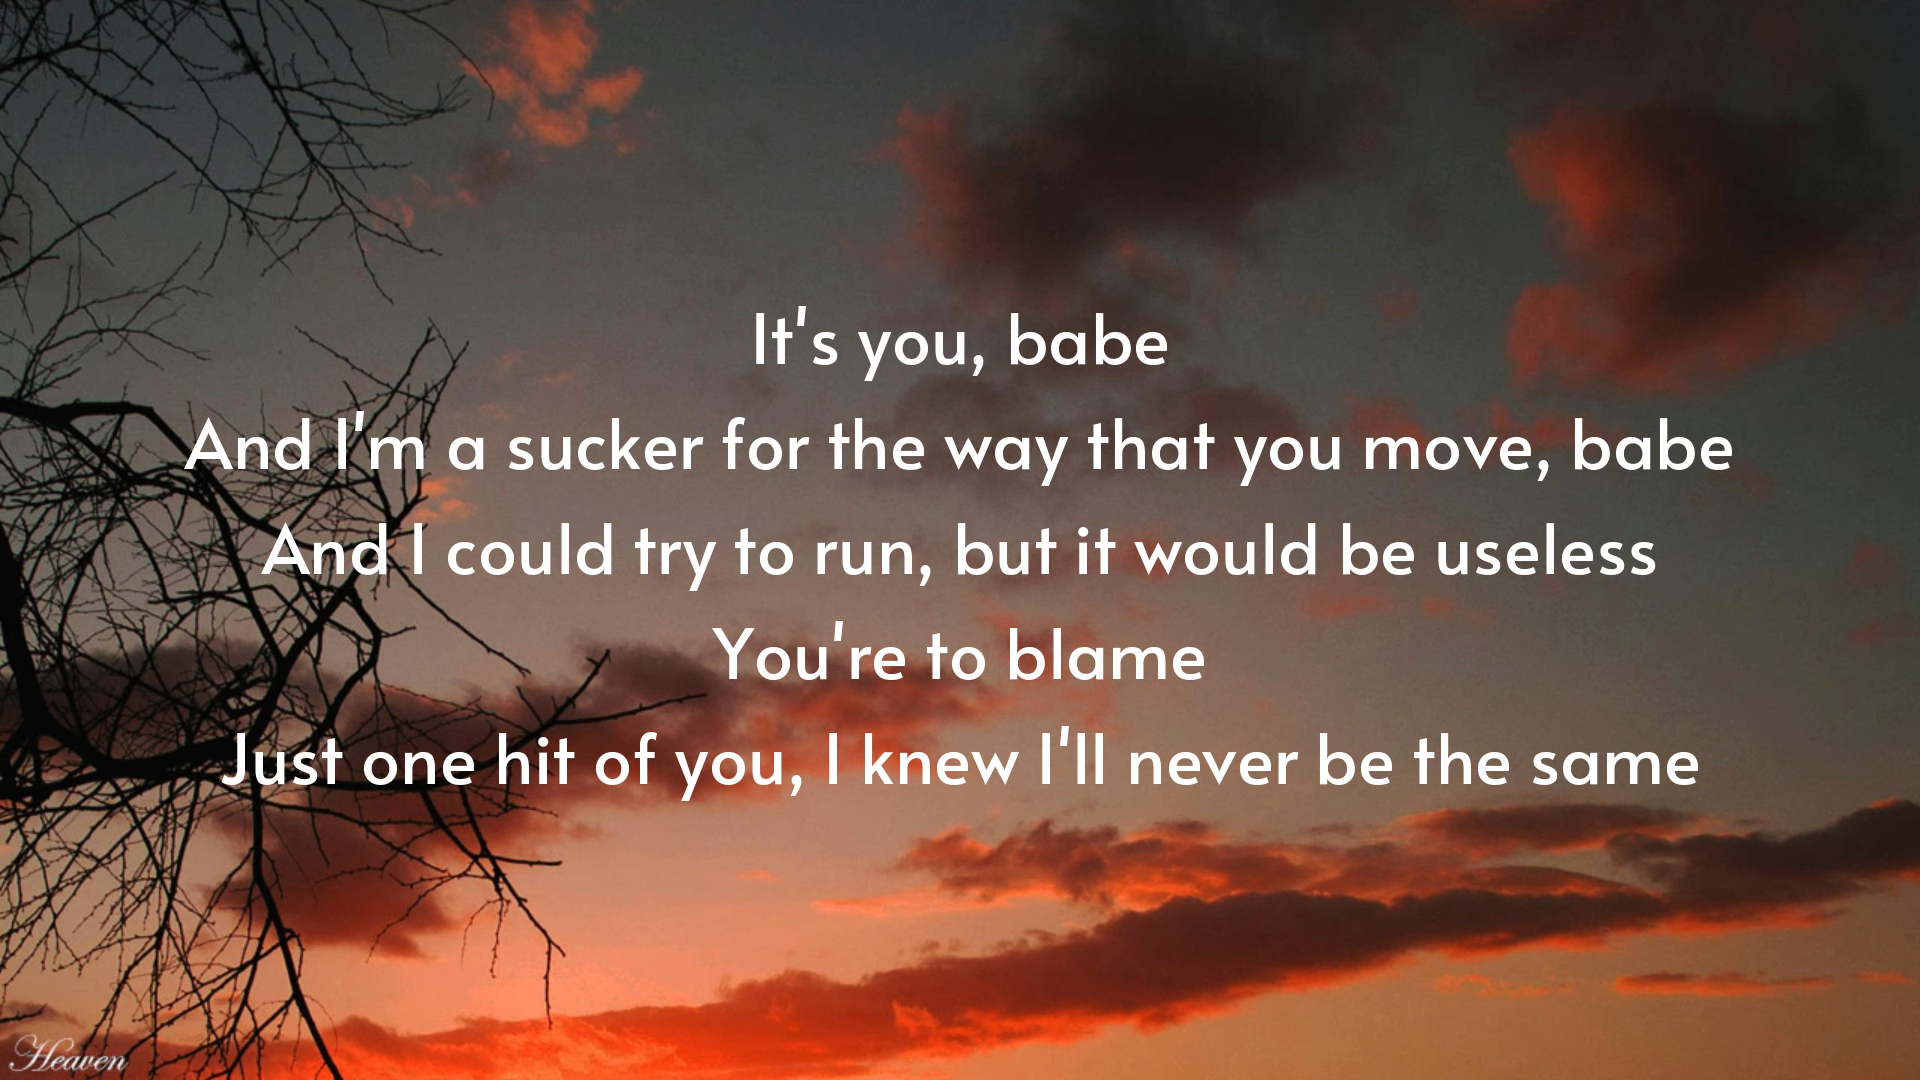 It's you, babe
And I'm a sucker for the way that you move, babe
And I could try to run, but it would be useless
You're to blame
Just one hit of you, I knew I'll never be the same
Heaven